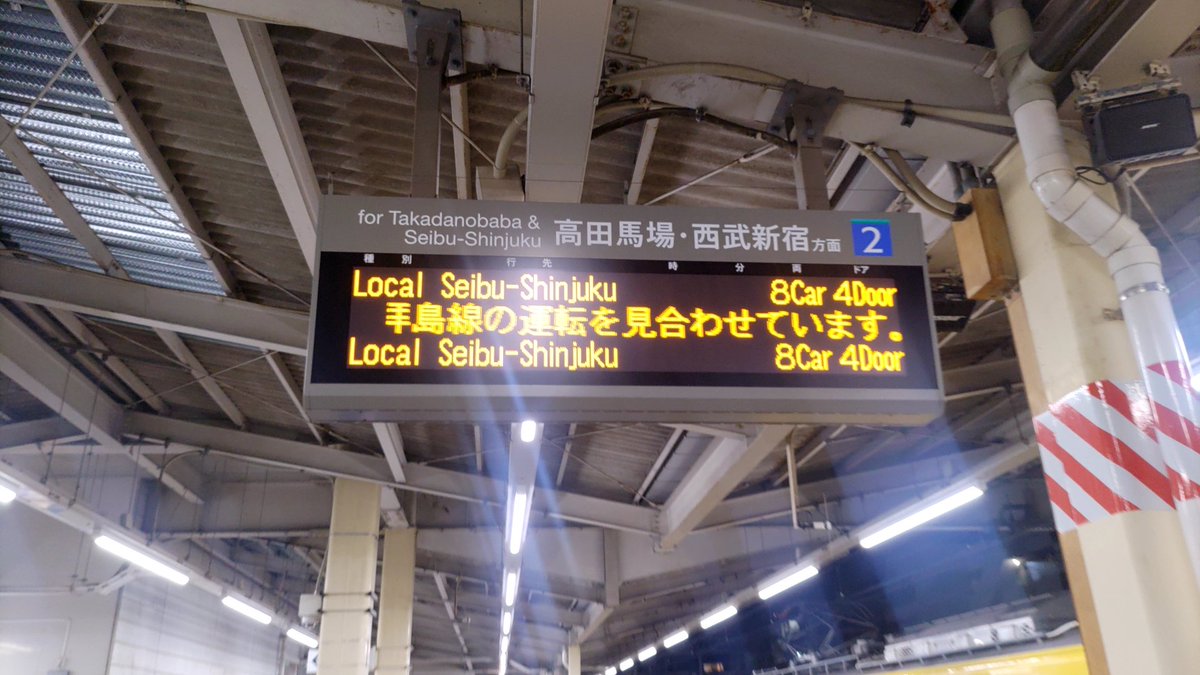 for Takadanobaba &
Seibu-Shinjuku
高田馬場・西武新宿方面
2
種別 行先 時 分 両 ドア
Local Seibu-Shinjuku 8Car 4Door
島線の運転を見合わせています。
Local Seibu-Shinjuku 8Car 4Door
BOSE